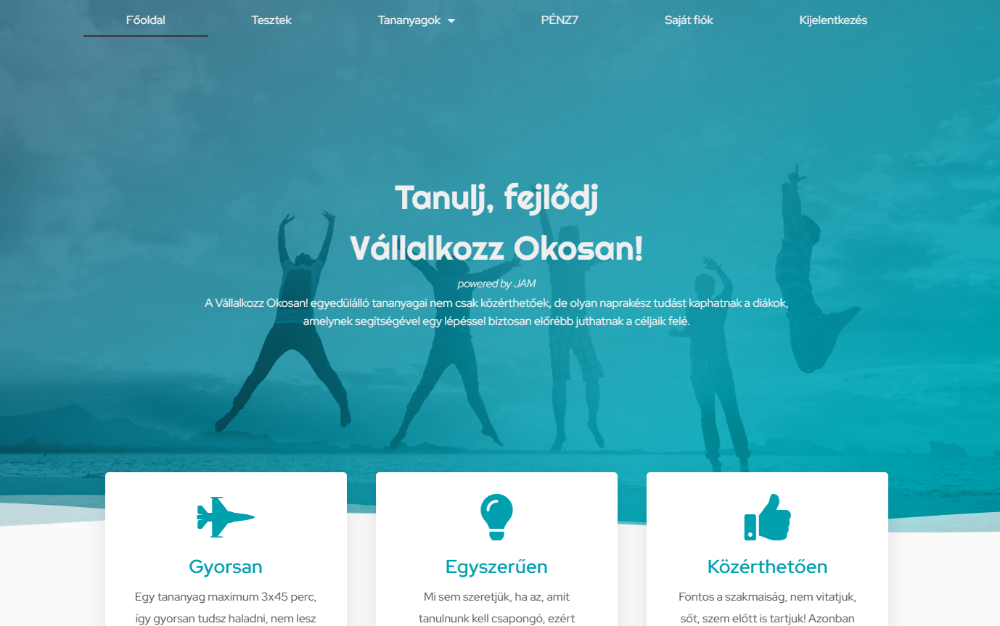 Főoldal
Tesztek
Tananyagok
PÉNZ7
Saját fiók
Kijelentkezés
Tanulj, fejlődj
Vállalkozz Okosan!
powered by JAM
A Vállalkozz Okosan! egyedülálló tananyagai nem csak közérthetőek, de olyan naprakész tudást kaphatnak a diákok,
amelynek segítségével egy lépéssel biztosan előrébb juthatnak a céljaik felé.
Gyorsan
Egy tananyag maximum 3x45 perc,
így gyorsan tudsz haladni, nem lesz
Egyszerűen
Mi sem szeretjük, ha az, amit
tanulnunk kell csapongó, ezért
Közérthetően
Fontos a szakmaiság, nem vitatjuk,
sőt, szem előtt is tartjuk! Azonban